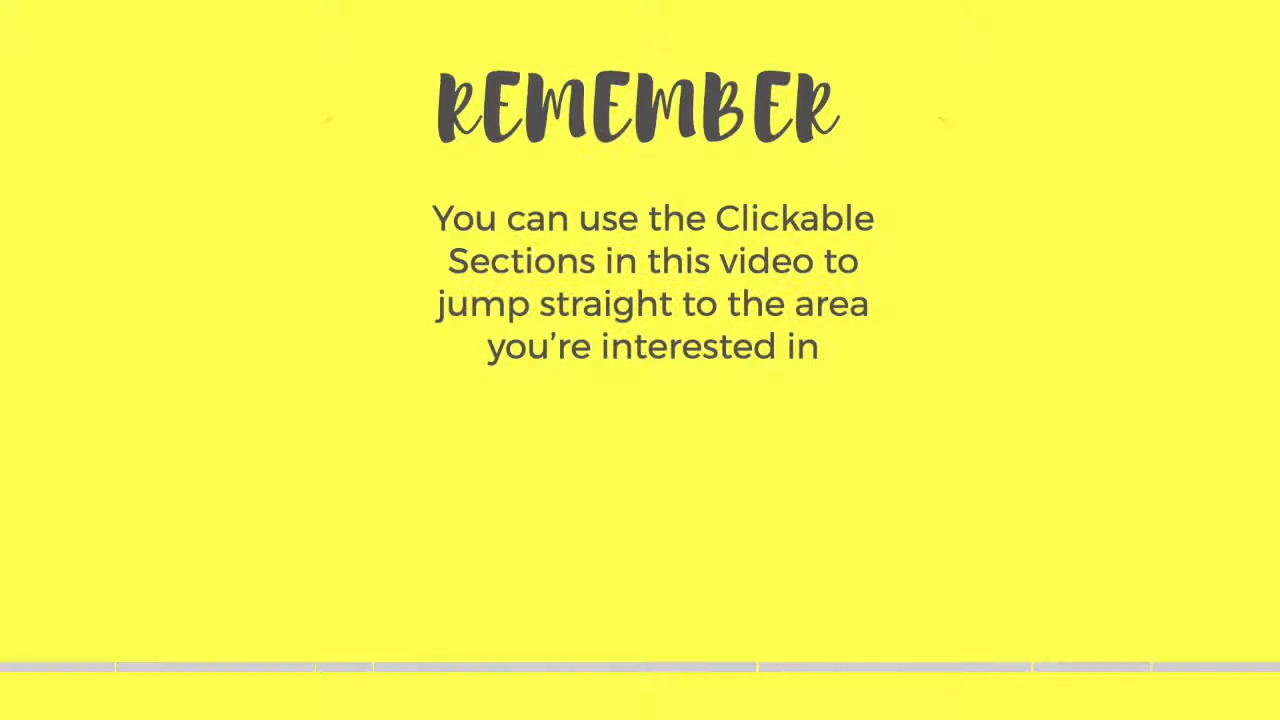 REMEMBER
You can use the Clickable
Sections in this video to
jump straight to the area
you’re interested in